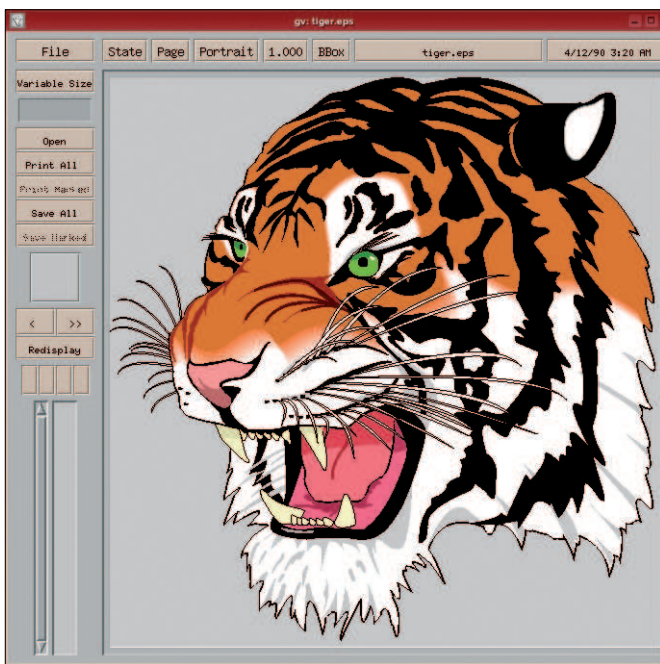 gv: tiger.eps
File State Page Portrait 1.000 BBox tiger.eps 4/12/90 3:20 AM
Variable Size
Open
Print All
Print Marked
Save All
Save Marked
< >>
Redisplay